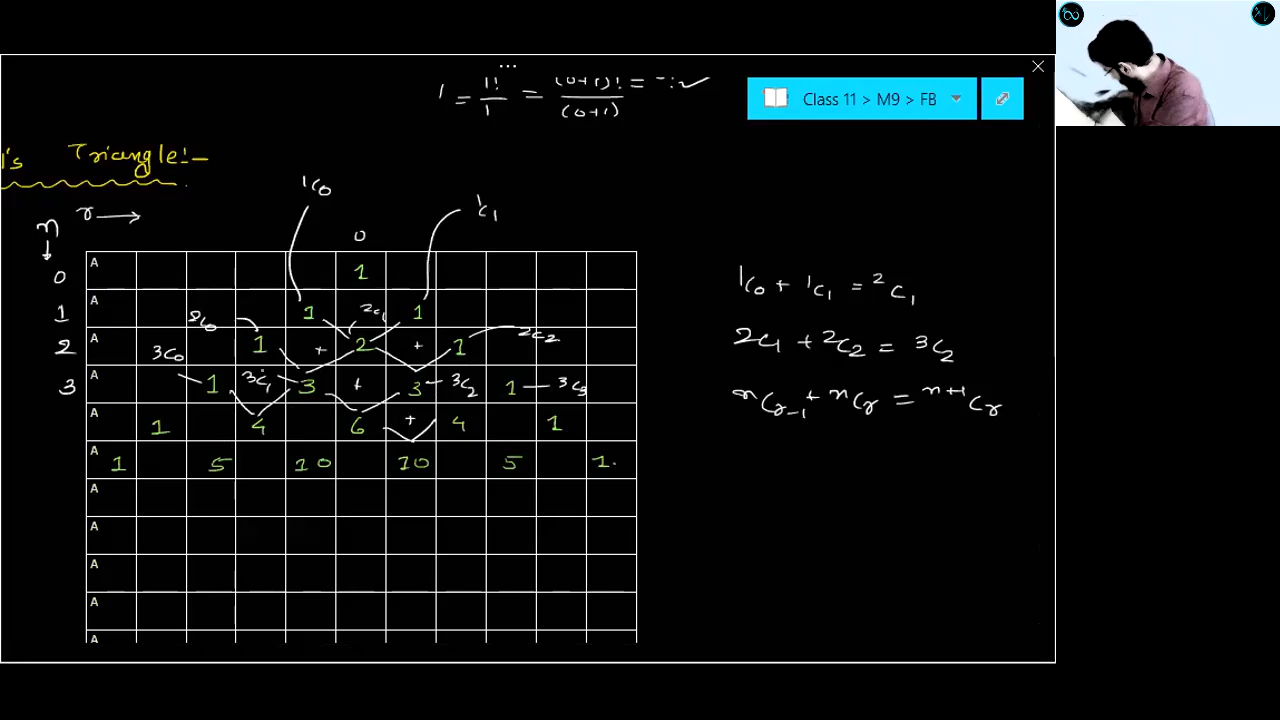 ...
1 = 1!/1 = (0+1)!/(0+1) =
Class 11 > M9 > FB
l's Triangle:-
¹C₀ ¹C₁
n r →
0
0 A 1
1 1 1 ²C₁
2 A ²C₀ 1 + 2 + 1 ²C₂
3 A ³C₀ 1 ³C₁ 3 + 3 ³C₂ 1 ³C₃
1 4 6 + 4 1
1 5 10 10 5 1.
A
A
A
A
A
¹C₀ + ¹C₁ = ²C₁
²C₁ + ²C₂ = ³C₂
ⁿCᵣ₋₁ + ⁿCᵣ = ⁿ⁺¹Cᵣ